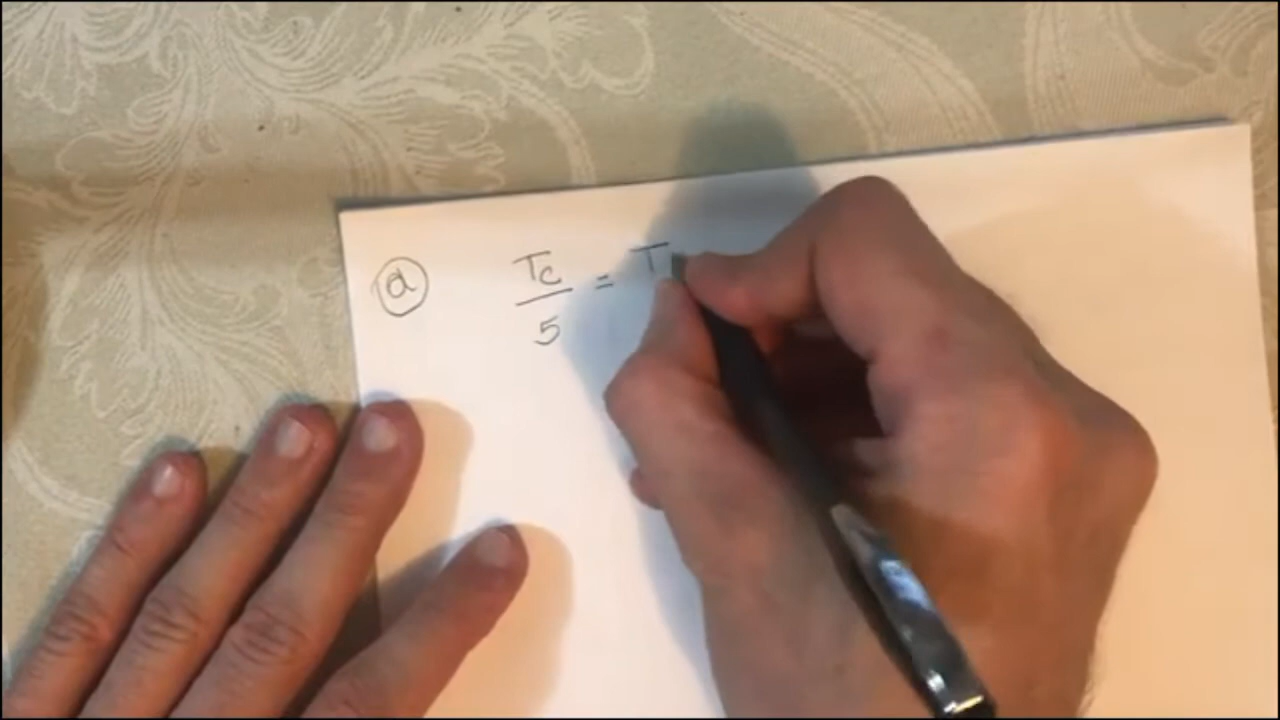 ⓐ Tc/5 = T